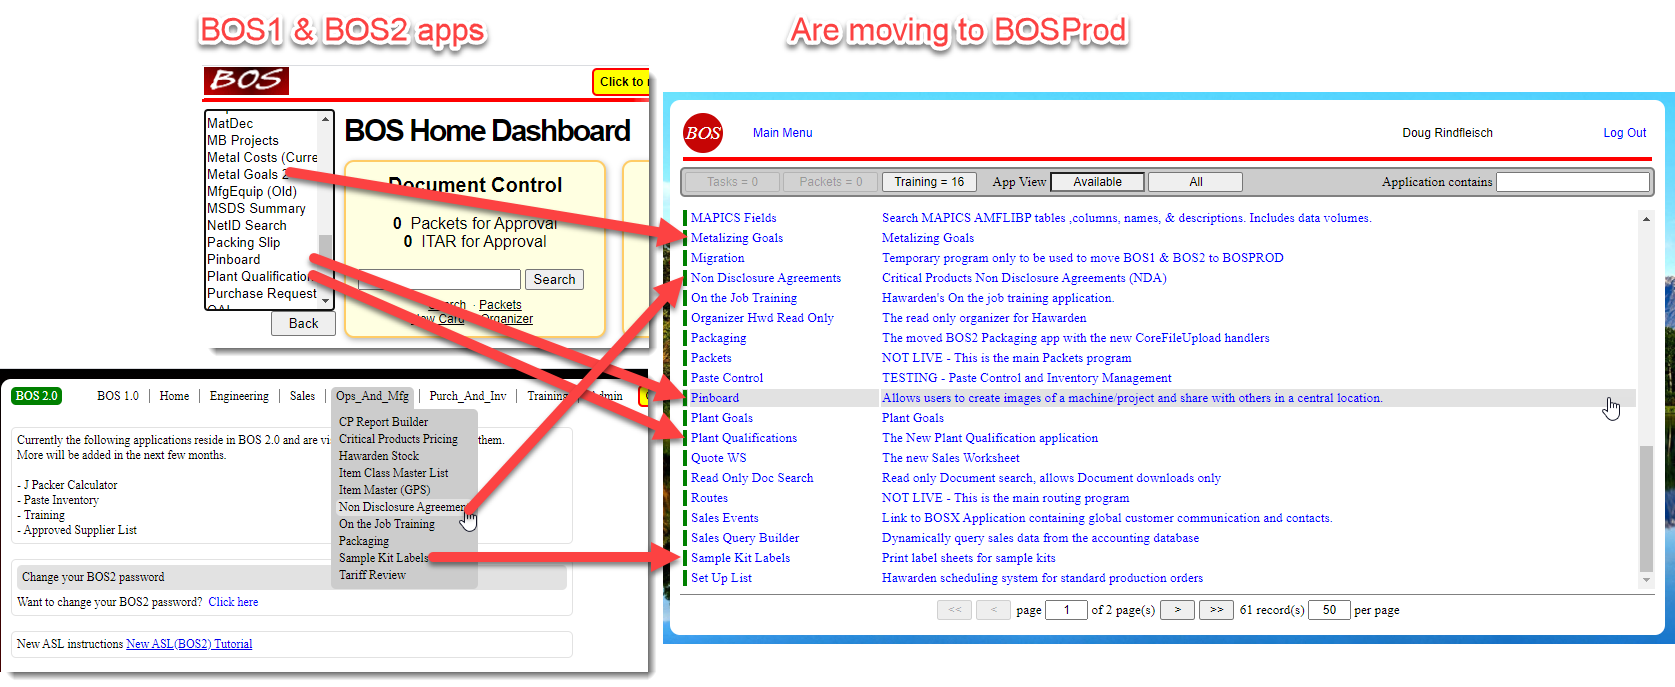 BOS1 & BOS2 apps
Are moving to BOSProd
BOS
Click to
MatDec
MB Projects
Metal Costs (Curre
Metal Goals
MfgEquip (Old)
MSDS Summary
NetID Search
Packing Slip
Pinboard
Plant Qualification
Purchase Request
Back
BOS Home Dashboard
Document Control
0 Packets for Approval
0 ITAR for Approval
Search
Packets
Card
Organizer
BOS 2.0
BOS 1.0
Home
Engineering
Sales
Ops_And_Mfg
Purch_And_Inv
Training
Admin
Currently the following applications reside in BOS 2.0 and are
them.
More will be added in the next few months.
- J Packer Calculator
- Paste Inventory
- Training
- Approved Supplier List
CP Report Builder
Critical Products Pricing
Hawarden Stock
Item Class Master List
Item Master (GPS)
Non Disclosure Agreemen
On the Job Training
Packaging
Sample Kit Labels
Tariff Review
Change your BOS2 password
Want to change your BOS2 password? Click here
New ASL instructions New ASL(BOS2) Tutorial
BOS
Main Menu
Doug Rindfleisch
Log Out
Tasks = 0
Packets = 0
Training = 16
App View
Available
All
Application contains
MAPICS Fields Search MAPICS AMFLIBP tables ,columns, names, & descriptions. Includes data volumes.
Metalizing Goals Metalizing Goals
Migration Temporary program only to be used to move BOS1 & BOS2 to BOSPROD
Non Disclosure Agreements Critical Products Non Disclosure Agreements (NDA)
On the Job Training Hawarden's On the job training application.
Organizer Hwd Read Only The read only organizer for Hawarden
Packaging The moved BOS2 Packaging app with the new CoreFileUpload handlers
Packets NOT LIVE - This is the main Packets program
Paste Control TESTING - Paste Control and Inventory Management
Pinboard Allows users to create images of a machine/project and share with others in a central location.
Plant Goals Plant Goals
Plant Qualifications The New Plant Qualification application
Quote WS The new Sales Worksheet
Read Only Doc Search Read only Document search, allows Document downloads only
Routes NOT LIVE - This is the main routing program
Sales Events Link to BOSX Application containing global customer communication and contacts.
Sales Query Builder Dynamically query sales data from the accounting database
Sample Kit Labels Print label sheets for sample kits
Set Up List Hawarden scheduling system for standard production orders
<< < page 1 of 2 page(s) > >> 61 record(s) 50 per page